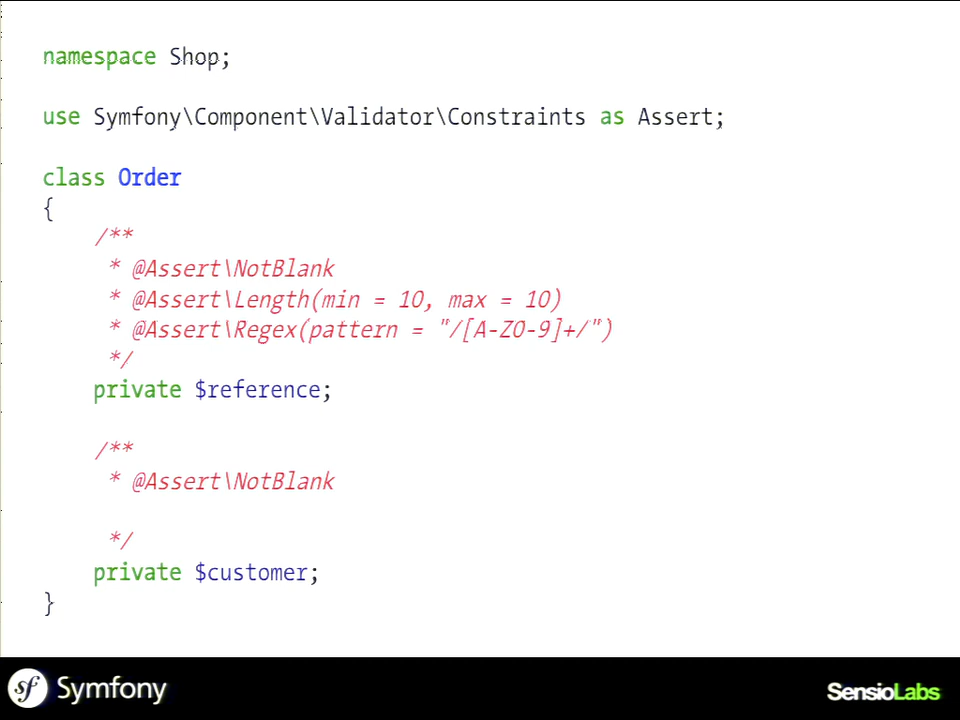 namespace Shop;
use Symfony\Component\Validator\Constraints as Assert;
class Order
{
/**
* @Assert\NotBlank
* @Assert\Length(min = 10, max = 10)
* @Assert\Regex(pattern = "/[A-Z0-9]+/")
*/
private $reference;
/**
* @Assert\NotBlank
*/
private $customer;
}
sf Symfony
SensioLabs